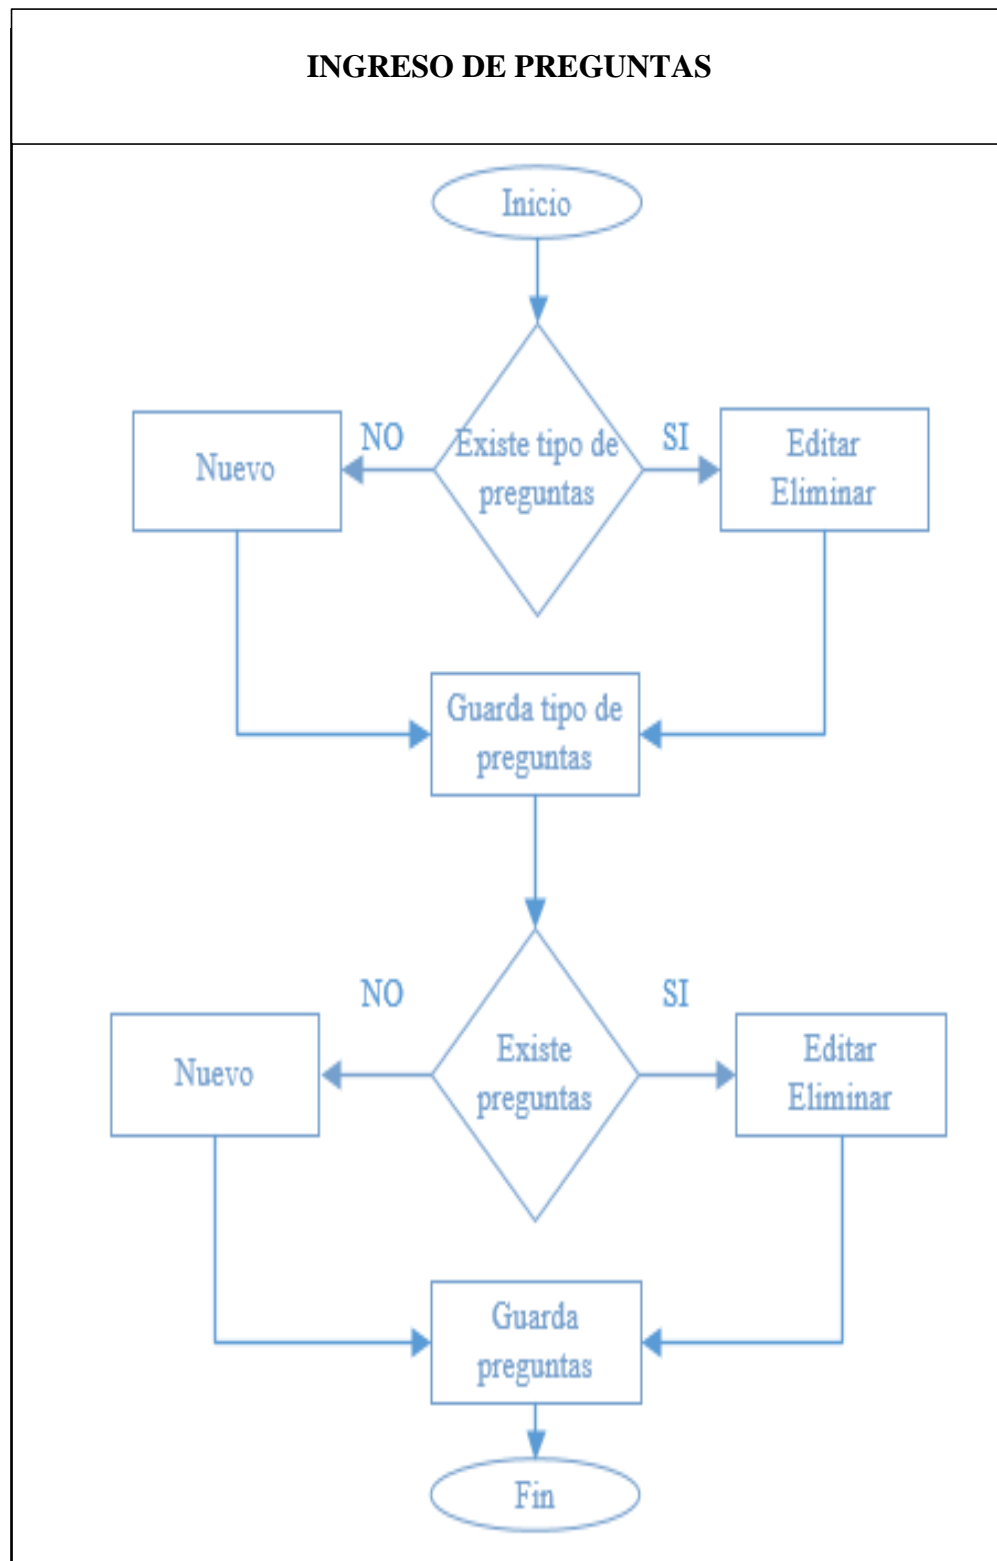 INGRESO DE PREGUNTAS
Inicio
NO
SI
Nuevo
Existe tipo de
preguntas
Editar
Eliminar
Guarda tipo de
preguntas
NO
SI
Nuevo
Existe
preguntas
Editar
Eliminar
Guarda
preguntas
Fin